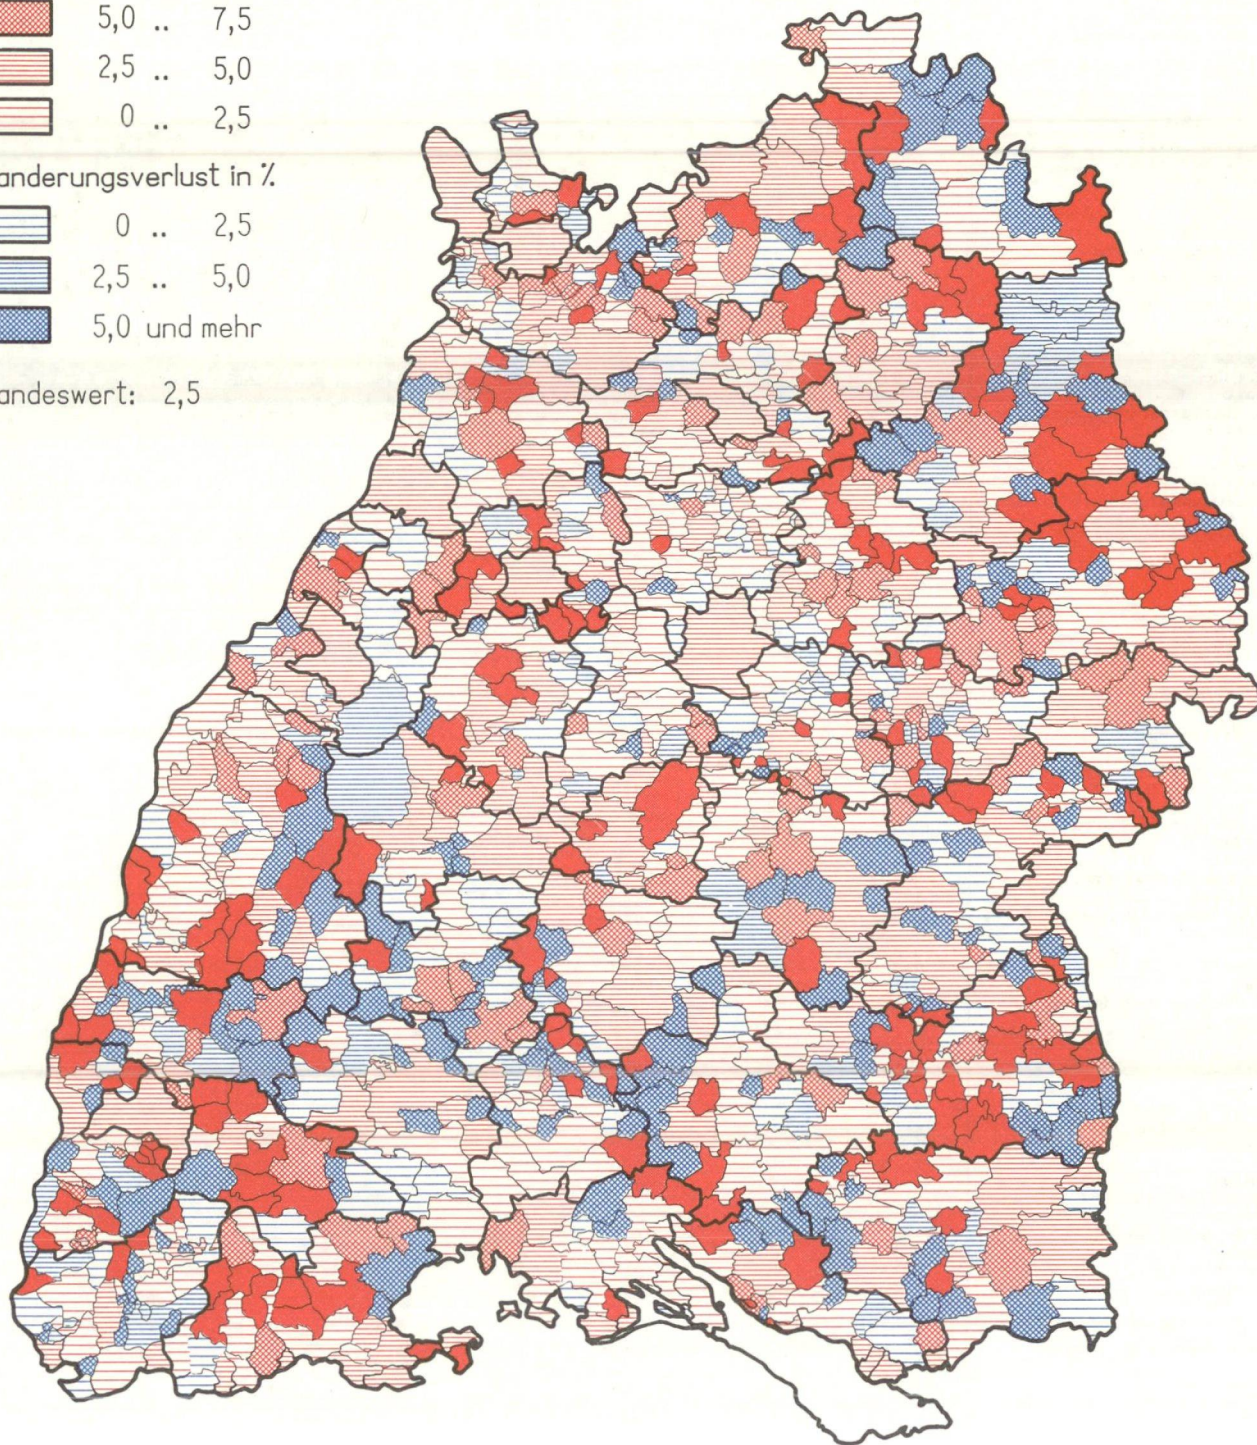 5,0 .. 7,5
2,5 .. 5,0
0 .. 2,5
anderungsverlust in %
0 .. 2,5
2,5 .. 5,0
5,0 und mehr
andeswert: 2,5